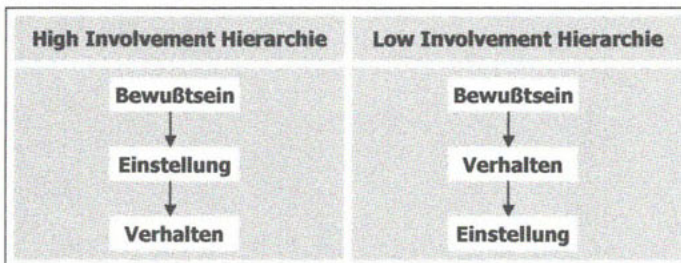 High Involvement Hierarchie
Low Involvement Hierarchie
Bewußtsein
Bewußtsein
Einstellung
Verhalten
Verhalten
Einstellung